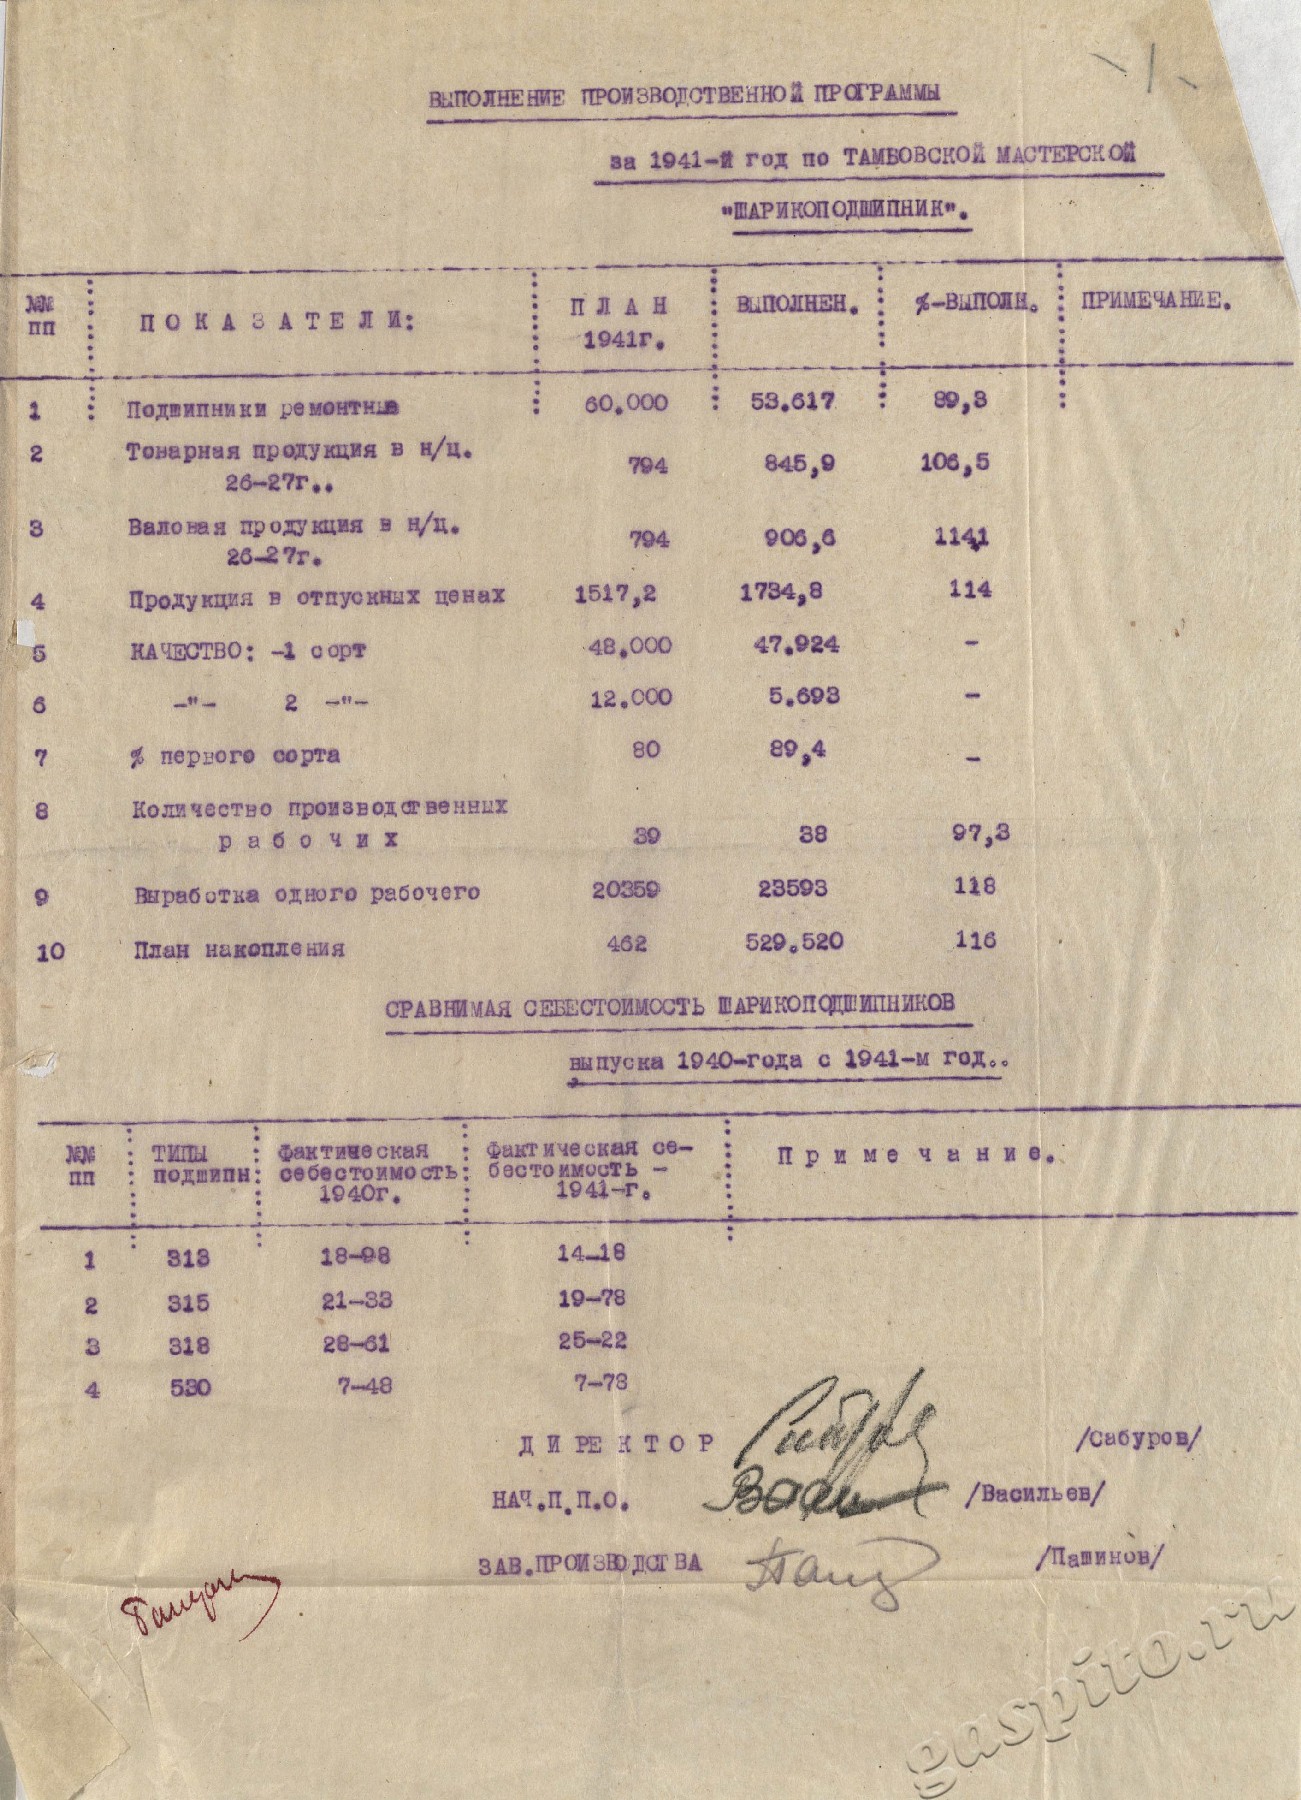 ВЫПОЛНЕНИЕ ПРОИЗВОДСТВЕННОЙ ПРОГРАММЫ
за 1941-й год по ТАМБОВСКОЙ МАСТЕРСКОЙ
"ШАРИКОПОДШИПНИК".
№№ пп П О К А З А Т Е Л И: П Л А Н 1941г. ВЫПОЛНЕН. %-ВЫПОЛН. ПРИМЕЧАНИЕ.
1 Подшипники ремонтные 60.000 53.617 89,3
2 Товарная продукция в н/ц.
26-27г.. 794 845,9 106,5
3 Валовая продукция в н/ц.
26-27г. 794 906,6 114,1
4 Продукция в отпускных ценах 1517,2 1734,8 114
5 КАЧЕСТВО: -1 сорт 48.000 47.924 -
6 -"- 2 -"- 12.000 5.693 -
7 % первого сорта 80 89,4 -
8 Количество производственных
р а б о ч и х 39 38 97,3
9 Выработка одного рабочего 20359 23593 118
10 План накопления 462 529.520 116
СРАВНИМАЯ СЕБЕСТОИМОСТЬ ШАРИКОПОДШИПНИКОВ
выпуска 1940-года с 1941-м год..
№№ пп ТИПЫ подшипн. Фактическая себестоимость 1940г. Фактическая се-бестоимость - 1941-г. П р и м е ч а н и е.
1 313 18-98 14-18
2 315 21-33 19-78
3 318 28-61 25-22
4 530 7-48 7-73
Д И Р Е К Т О Р /Сабуров/
НАЧ.П.П.О. /Васильев/
ЗАВ.ПРОИЗВОДСТВА /Пашинов/
gaspito.ru